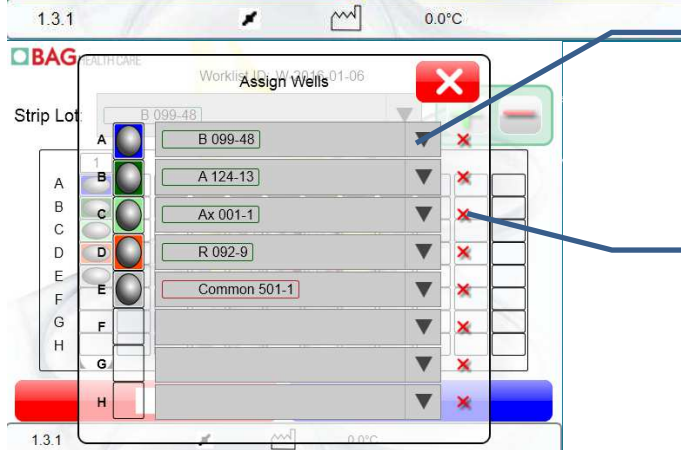 1.3.1 0.0°C
BAG HEALTH CARE
Worklist ID: W 2016-01-06
Assign Wells
Strip Lot: B 099-48
A B 099-48
B A 124-13
C Ax 001-1
D R 092-9
E Common 501-1
F
G
H
1
A
B
C
D
E
F
G
H
1.3.1 0.0°C